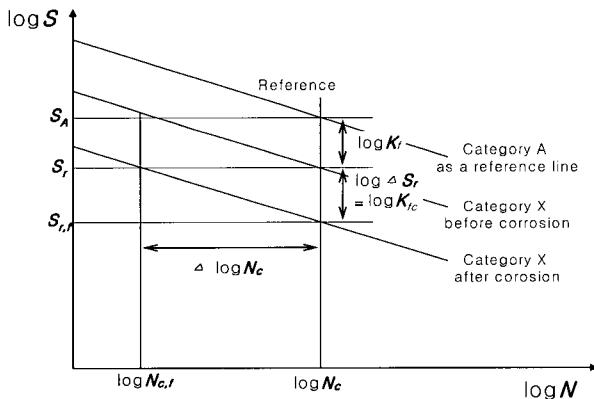 log S
Reference
S_A
log K_f
Category A
as a reference line
S_r
log △ S_r
= log K_fc
Category X
before corrosion
S_r,f
△ log N_c
Category X
after corosion
log N_c,f
log N_c
log N